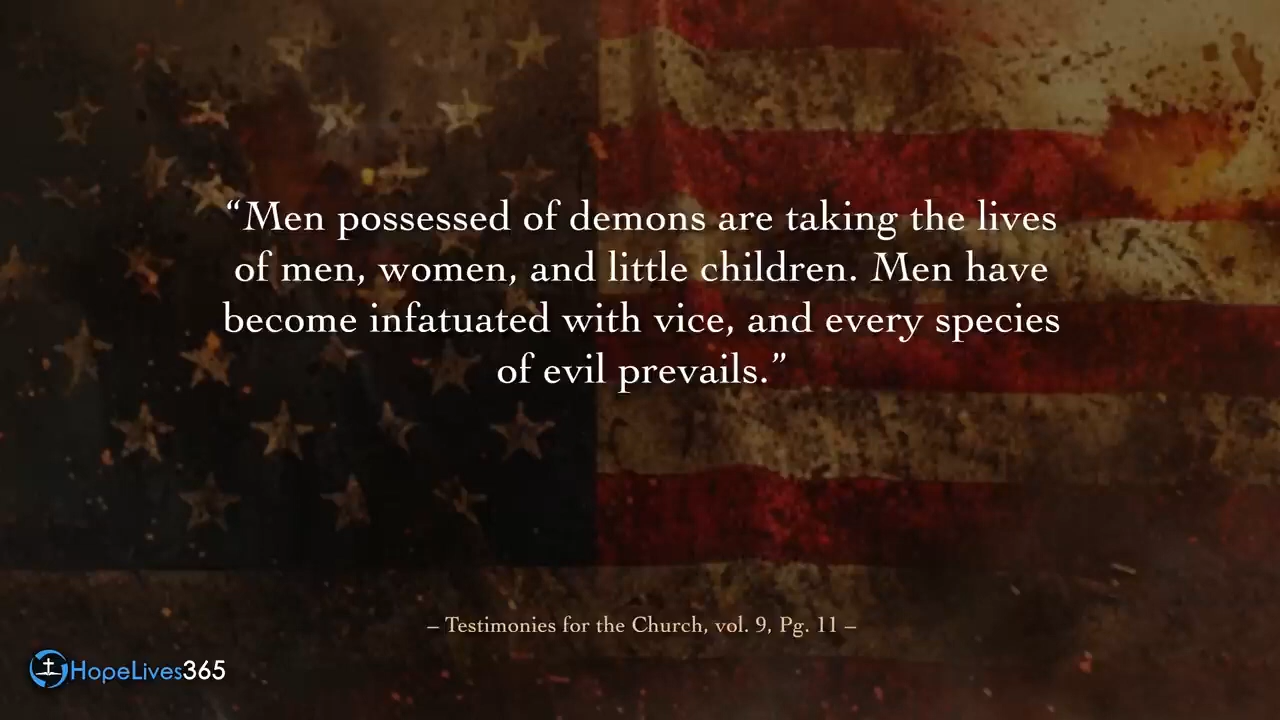 “Men possessed of demons are taking the lives
of men, women, and little children. Men have
become infatuated with vice, and every species
of evil prevails.”
– Testimonies for the Church, vol. 9, Pg. 11 –
HopeLives365